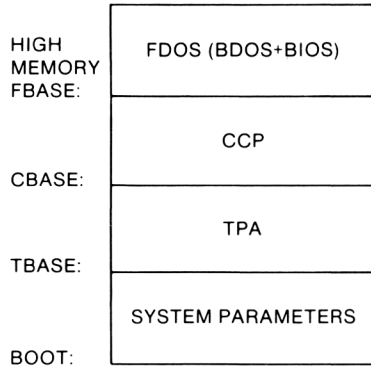 HIGH
MEMORY
FBASE:
FDOS (BDOS+BIOS)
CCP
CBASE:
TPA
TBASE:
SYSTEM PARAMETERS
BOOT: